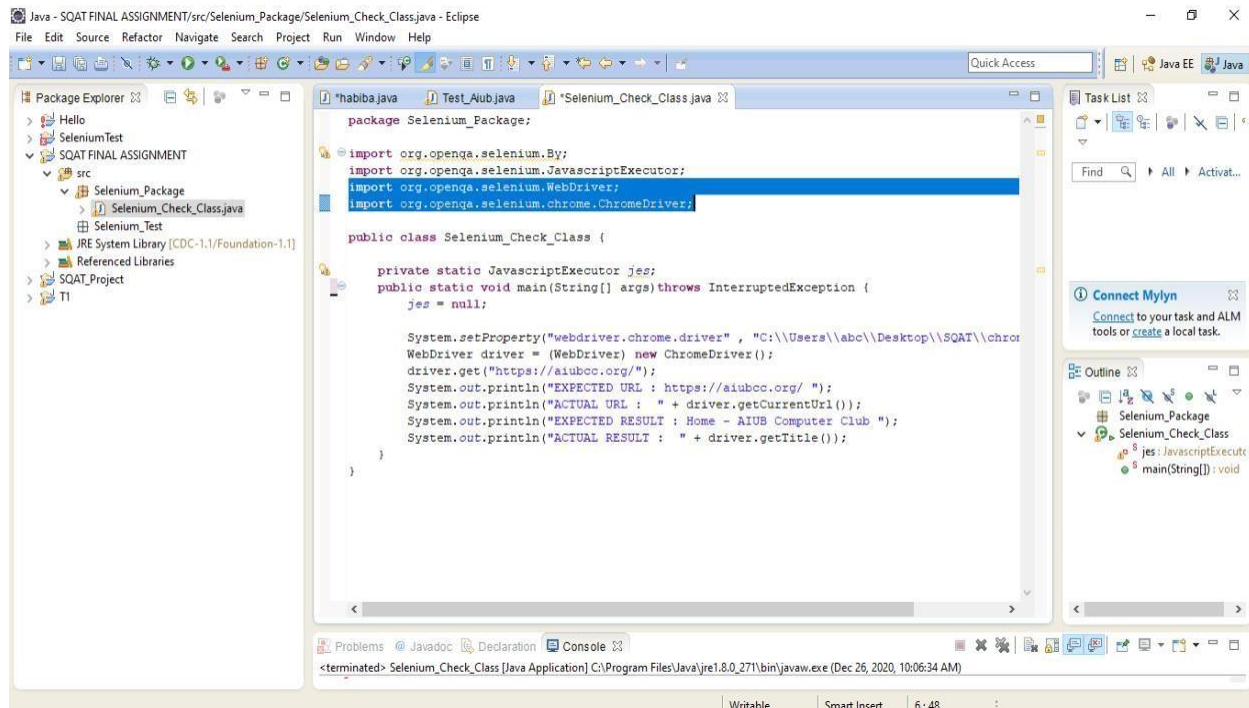 Java - SQAT FINAL ASSIGNMENT/src/Selenium_Package/Selenium_Check_Class.java - Eclipse
File Edit Source Refactor Navigate Search Project Run Window Help
Quick Access
Java EE
Java
Package Explorer
Hello
SeleniumTest
SQAT FINAL ASSIGNMENT
src
Selenium_Package
Selenium_Check_Class.java
Selenium_Test
JRE System Library [CDC-1.1/Foundation-1.1]
Referenced Libraries
SQAT_Project
T1
*habiba.java
Test_Aiub.java
*Selenium_Check_Class.java
package Selenium_Package;
import org.openqa.selenium.By;
import org.openqa.selenium.JavascriptExecutor;
import org.openqa.selenium.WebDriver;
import org.openqa.selenium.chrome.ChromeDriver;
public class Selenium_Check_Class {
private static JavascriptExecutor jes;
public static void main(String[] args)throws InterruptedException {
jes = null;
System.setProperty("webdriver.chrome.driver" , "C:\\Users\\abc\\Desktop\\SQAT\\chron
WebDriver driver = (WebDriver) new ChromeDriver();
driver.get("https://aiubcc.org/");
System.out.println("EXPECTED URL : https://aiubcc.org/ ");
System.out.println("ACTUAL URL :  " + driver.getCurrentUrl());
System.out.println("EXPECTED RESULT : Home - AIUB Computer Club ");
System.out.println("ACTUAL RESULT :  " + driver.getTitle());
}
}
Task List
Find
All
Activat...
Connect Mylyn
Connect to your task and ALM
tools or create a local task.
Outline
Selenium_Package
Selenium_Check_Class
jes : JavascriptExecuto
main(String[]) : void
Problems @ Javadoc Declaration Console
<terminated> Selenium_Check_Class [Java Application] C:\Program Files\Java\jre1.8.0_271\bin\javaw.exe (Dec 26, 2020, 10:06:34 AM)
Writable
Smart Insert
6 : 48